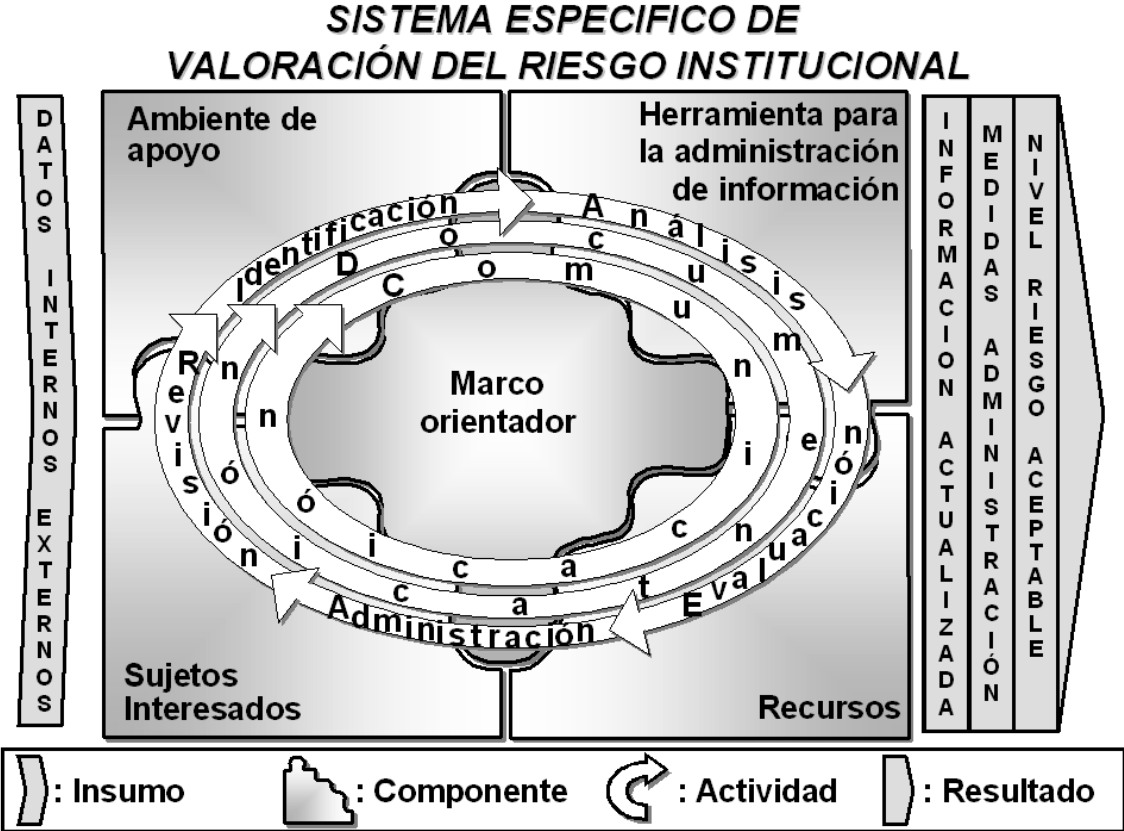 SISTEMA ESPECIFICO DE
VALORACIÓN DEL RIESGO INSTITUCIONAL
DATOS INTERNOS EXTERNOS
Ambiente de
apoyo
Herramienta para
la administración
de información
Identificación
Análisis
Evaluación
Administración
Revisión
Dócumentación
Comunicación
Marco
orientador
Sujetos
Interesados
Recursos
INFORMACION ACTUALIZADA
MEDIDAS ADMINISTRACIÓN
NIVEL RIESGO ACEPTABLE
: Insumo
: Componente
: Actividad
: Resultado